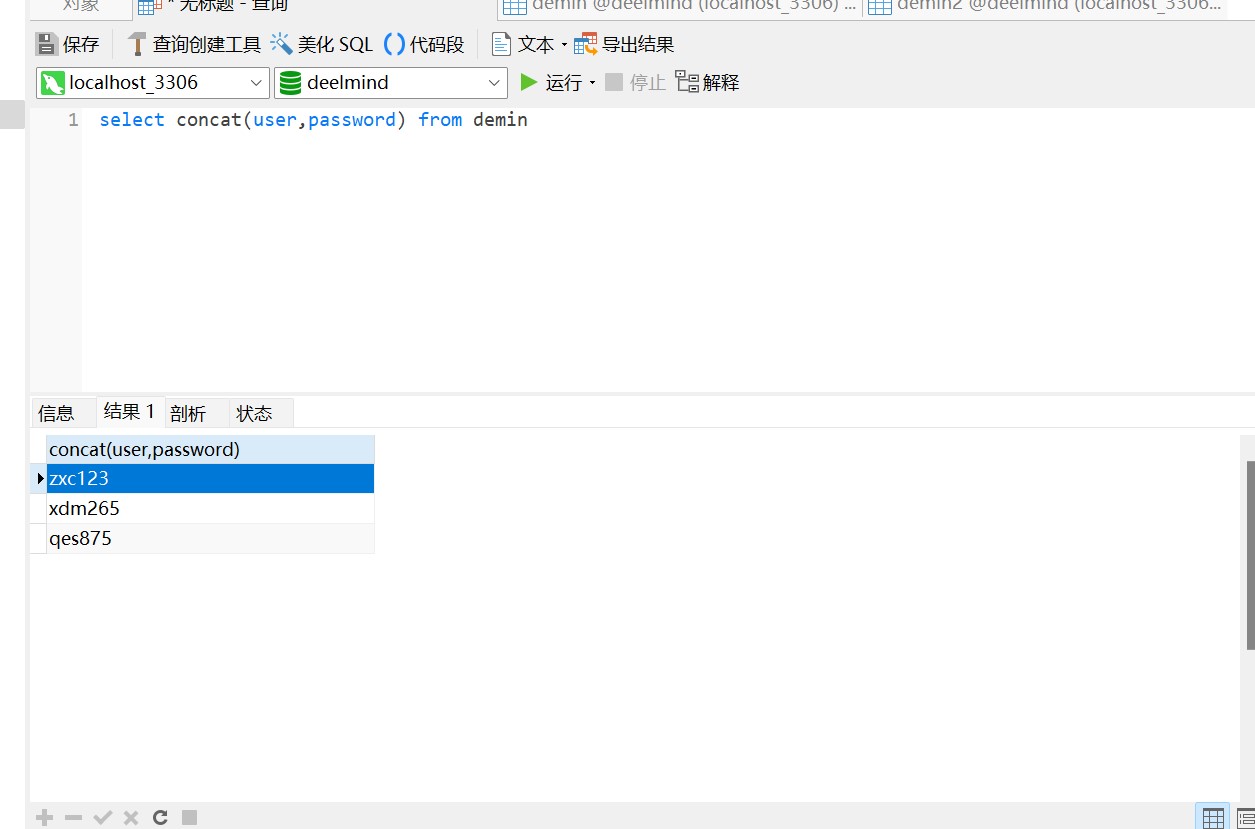 对象
* 无标题 - 查询
demin @deelmind (localhost_3306) ...
demin2 @deelmind (localhost_3306...
保存 查询创建工具 美化 SQL () 代码段 文本 导出结果
localhost_3306 deelmind 运行 停止 解释
1 select concat(user,password) from demin
信息 结果 1 剖析 状态
concat(user,password)
zxc123
xdm265
qes875